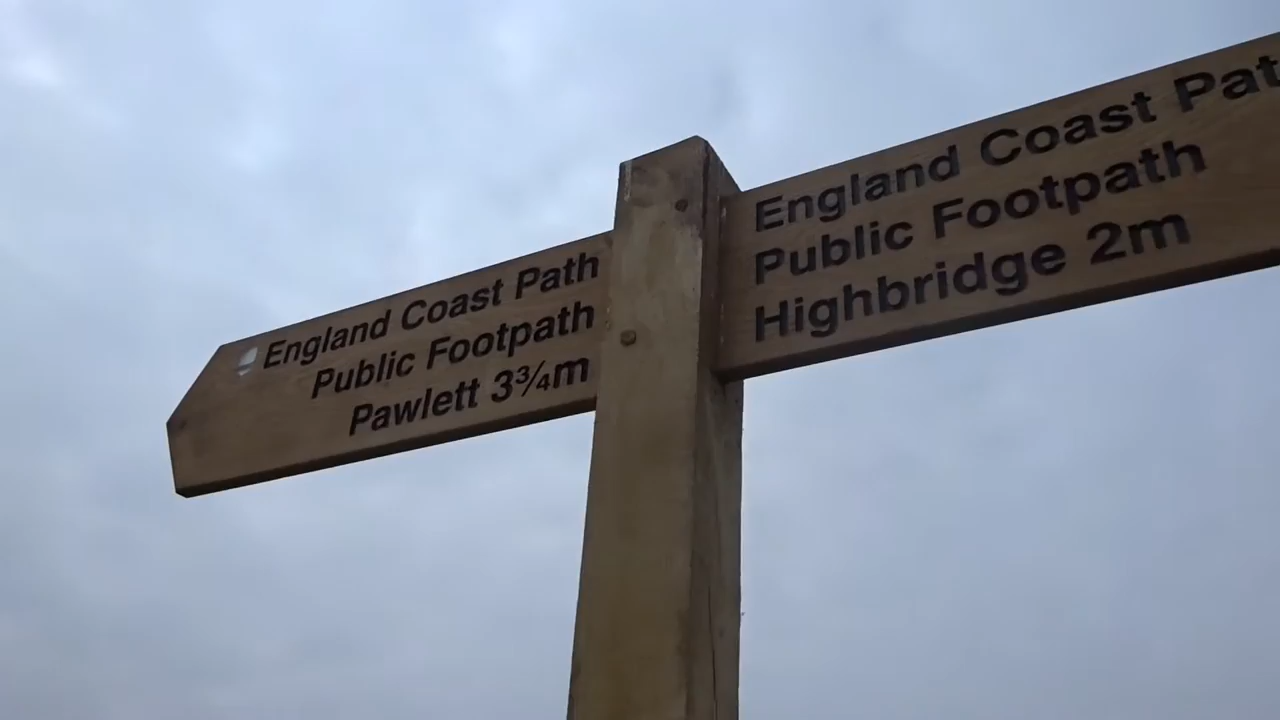 England Coast Path
Public Footpath
Pawlett 3¾m
England Coast Pat
Public Footpath
Highbridge 2m